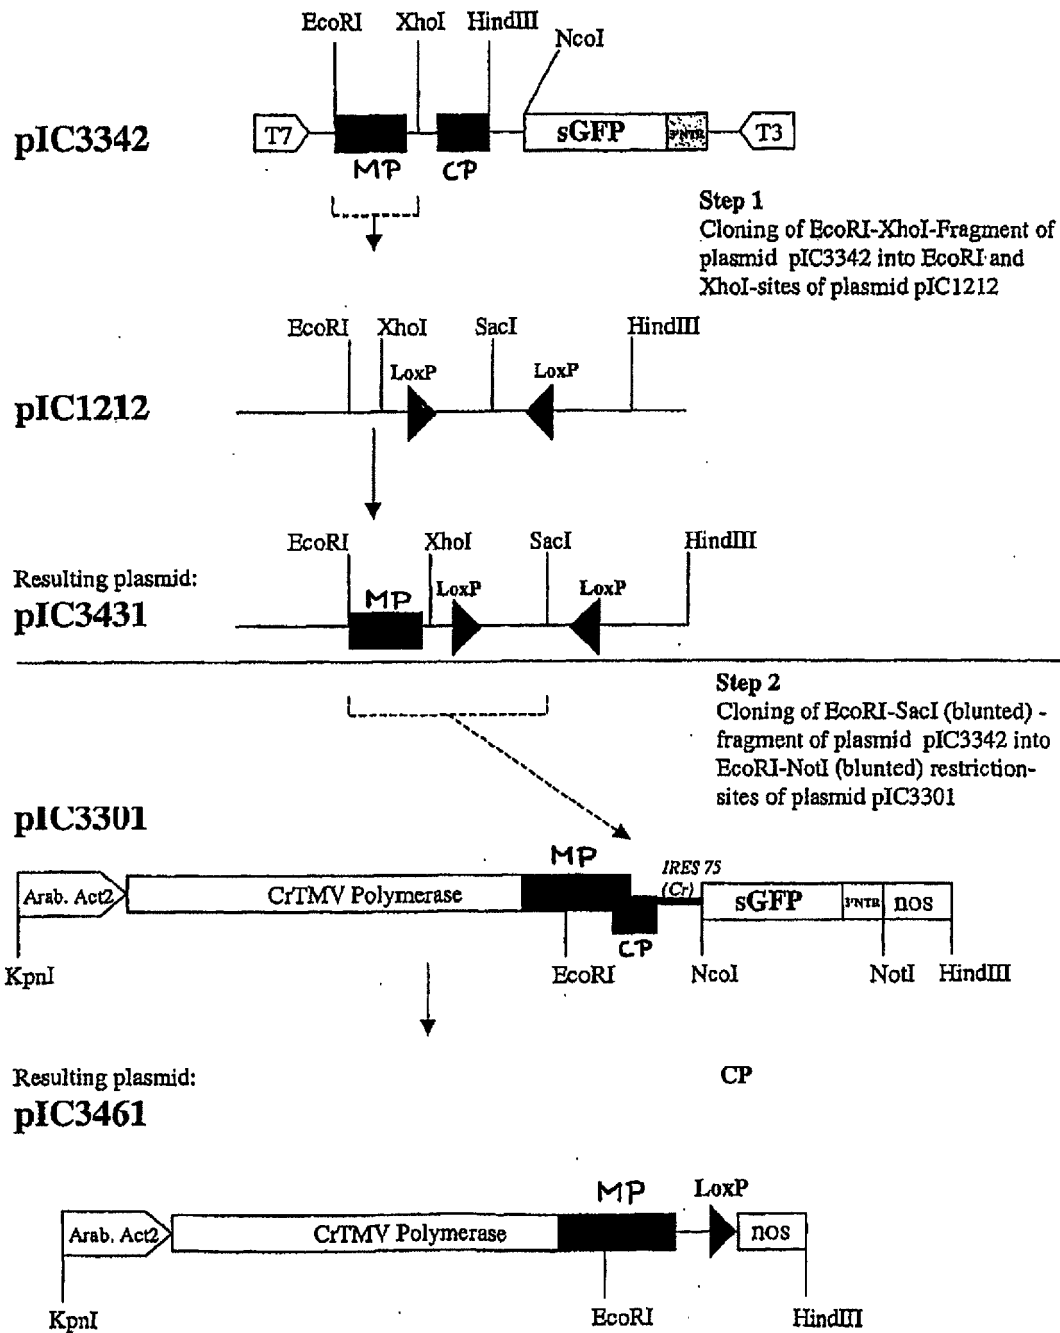 EcoRI XhoI HindIII
NcoI
pIC3342
T7 sGFP 3'NTR T3
MP CP
Step 1
Cloning of EcoRI-XhoI-Fragment of
plasmid pIC3342 into EcoRI and
XhoI-sites of plasmid pIC1212
EcoRI XhoI SacI HindIII
LoxP LoxP
pIC1212
EcoRI XhoI SacI HindIII
Resulting plasmid:
pIC3431
MP LoxP LoxP
Step 2
Cloning of EcoRI-SacI (blunted) -
fragment of plasmid pIC3342 into
EcoRI-NotI (blunted) restriction-
sites of plasmid pIC3301
pIC3301
MP IRES 75
(Cr)
Arab. Act2 CrTMV Polymerase sGFP 3'NTR nos
CP
KpnI EcoRI NcoI NotI HindIII
Resulting plasmid:
pIC3461
CP
MP LoxP
Arab. Act2 CrTMV Polymerase nos
KpnI EcoRI HindIII